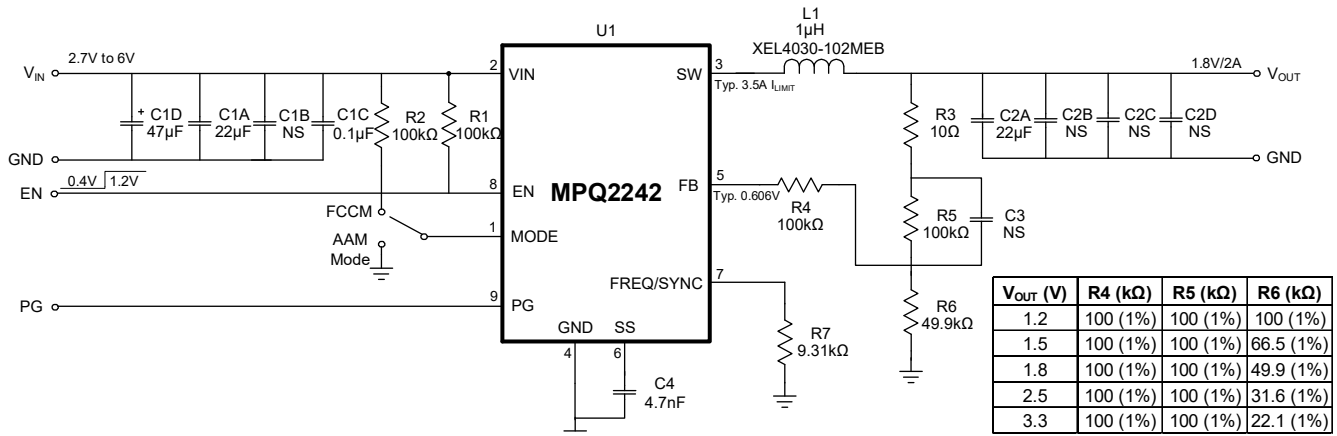 L1
1µH
XEL4030-102MEB
U1
2.7V to 6V
V_IN
2
VIN
SW
3
Typ. 3.5A I_LIMIT
1.8V/2A
V_OUT
+
C1D
47µF
C1A
22µF
C1B
NS
C1C
0.1µF
R2
100kΩ
R1
100kΩ
R3
10Ω
C2A
22µF
C2B
NS
C2C
NS
C2D
NS
GND
GND
0.4V
1.2V
EN
8
EN
MPQ2242
FB
5
Typ. 0.606V
R4
100kΩ
R5
100kΩ
C3
NS
FCCM
1
MODE
AAM
Mode
FREQ/SYNC
7
PG
9
PG
R7
9.31kΩ
R6
49.9kΩ
GND
SS
4
6
C4
4.7nF
V_OUT (V) R4 (kΩ) R5 (kΩ) R6 (kΩ)
1.2 100 (1%) 100 (1%) 100 (1%)
1.5 100 (1%) 100 (1%) 66.5 (1%)
1.8 100 (1%) 100 (1%) 49.9 (1%)
2.5 100 (1%) 100 (1%) 31.6 (1%)
3.3 100 (1%) 100 (1%) 22.1 (1%)